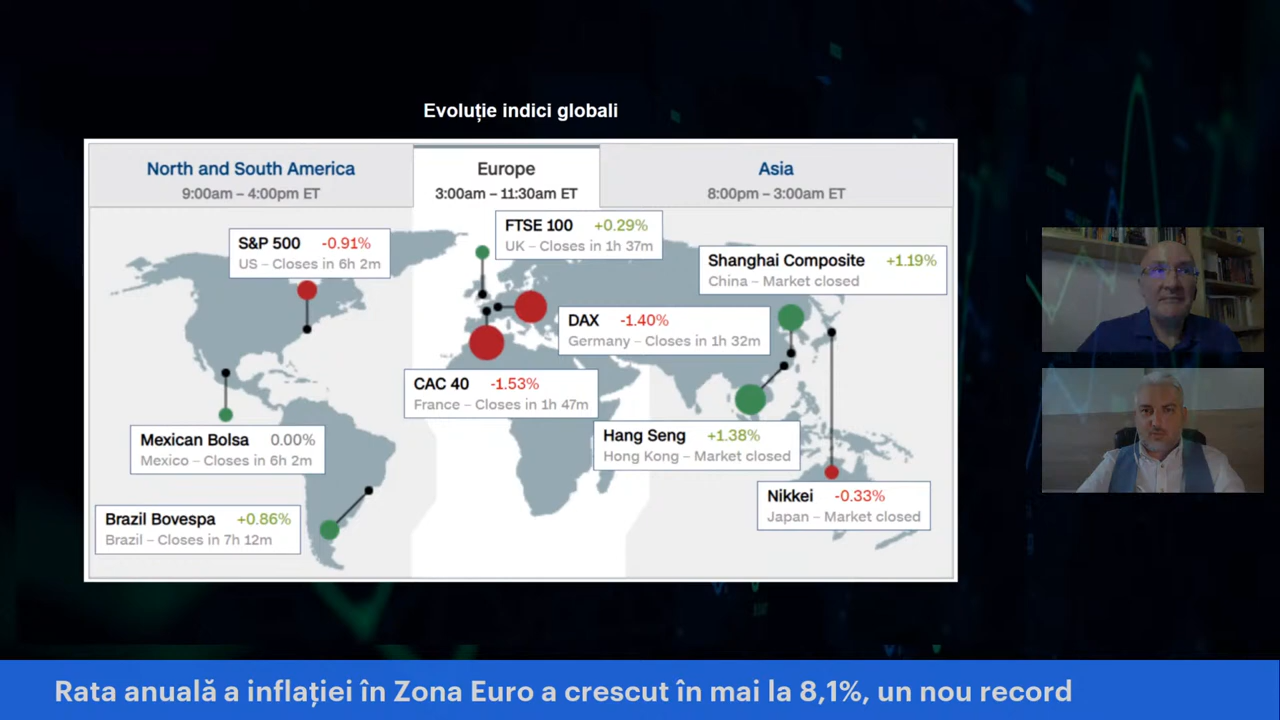 Evoluție indici globali
North and South America
9:00am – 4:00pm ET
Europe
3:00am – 11:30am ET
Asia
8:00pm – 3:00am ET
FTSE 100 +0.29%
UK – Closes in 1h 37m
S&P 500 -0.91%
US – Closes in 6h 2m
Shanghai Composite +1.19%
China – Market closed
DAX -1.40%
Germany – Closes in 1h 32m
CAC 40 -1.53%
France – Closes in 1h 47m
Mexican Bolsa 0.00%
Mexico – Closes in 6h 2m
Hang Seng +1.38%
Hong Kong – Market closed
Nikkei -0.33%
Japan – Market closed
Brazil Bovespa +0.86%
Brazil – Closes in 7h 12m
Rata anuală a inflației în Zona Euro a crescut în mai la 8,1%, un nou record